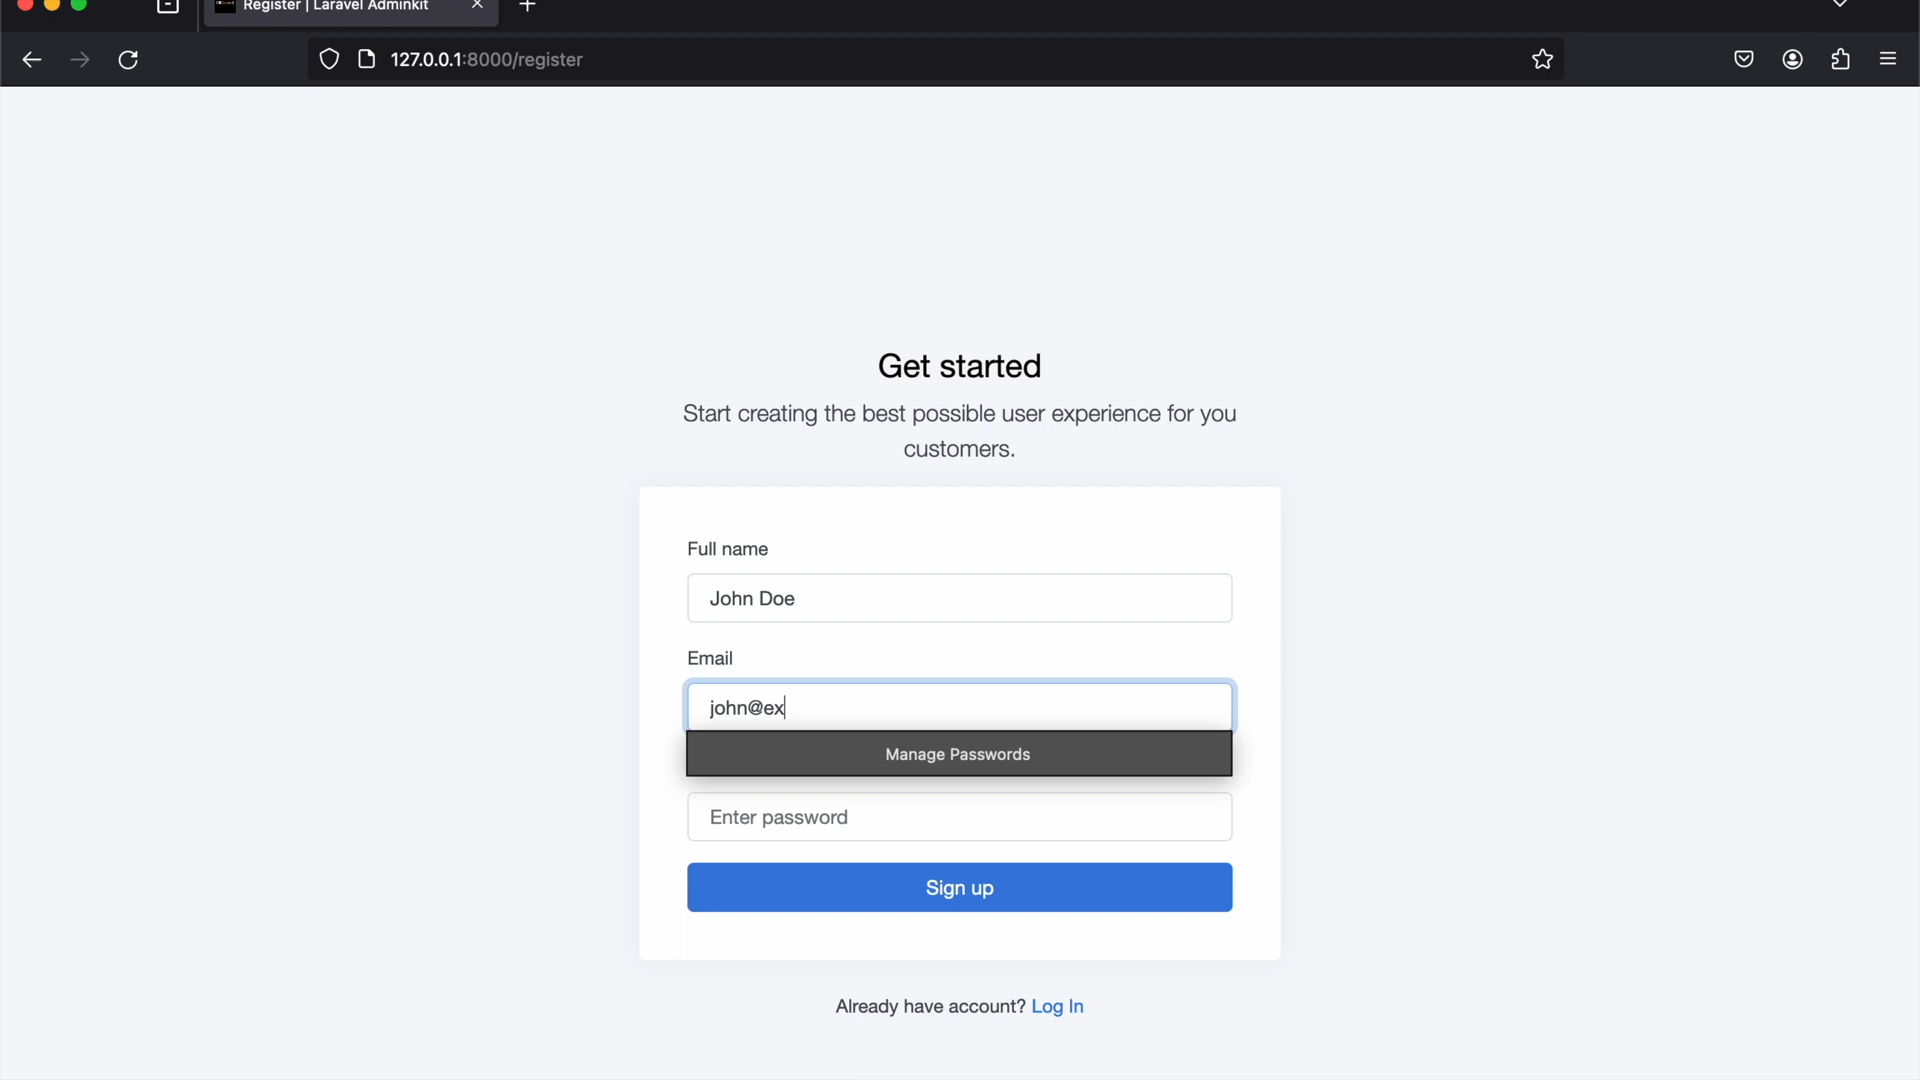 Register | Laravel Adminkit
127.0.0.1:8000/register
Get started
Start creating the best possible user experience for you
customers.
Full name
John Doe
Email
john@ex
Manage Passwords
Enter password
Sign up
Already have account? Log In